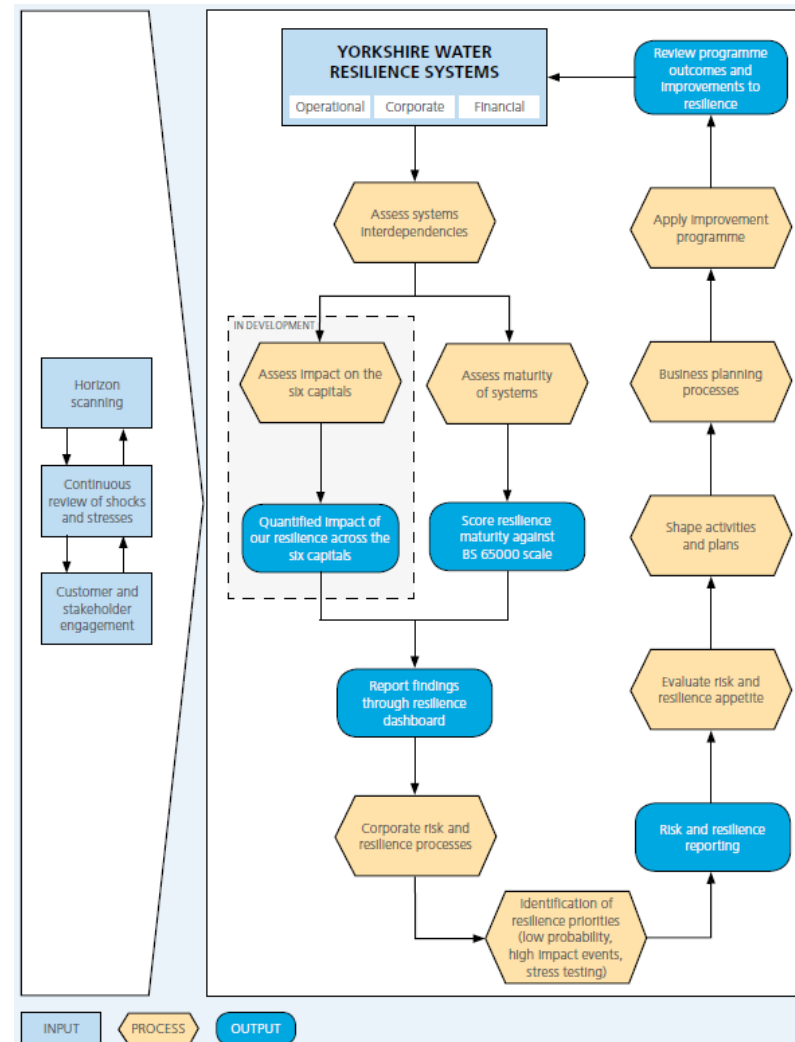 YORKSHIRE WATER
RESILIENCE SYSTEMS
Operational
Corporate
Financial
Review programme
outcomes and
improvements to
resilience
Assess systems
interdependencies
Apply improvement
programme
IN DEVELOPMENT
Horizon
scanning
Assess impact on the
six capitals
Assess maturity
of systems
Business planning
processes
Continuous
review of shocks
and stresses
Quantified impact of
our resilience across the
six capitals
Score resilience
maturity against
BS 65000 scale
Shape activities
and plans
Customer and
stakeholder
engagement
Report findings
through resilience
dashboard
Evaluate risk and
resilience appetite
Corporate risk and
resilience processes
Risk and resilience
reporting
Identification of
resilience priorities
(low probability,
high impact events,
stress testing)
INPUT
PROCESS
OUTPUT